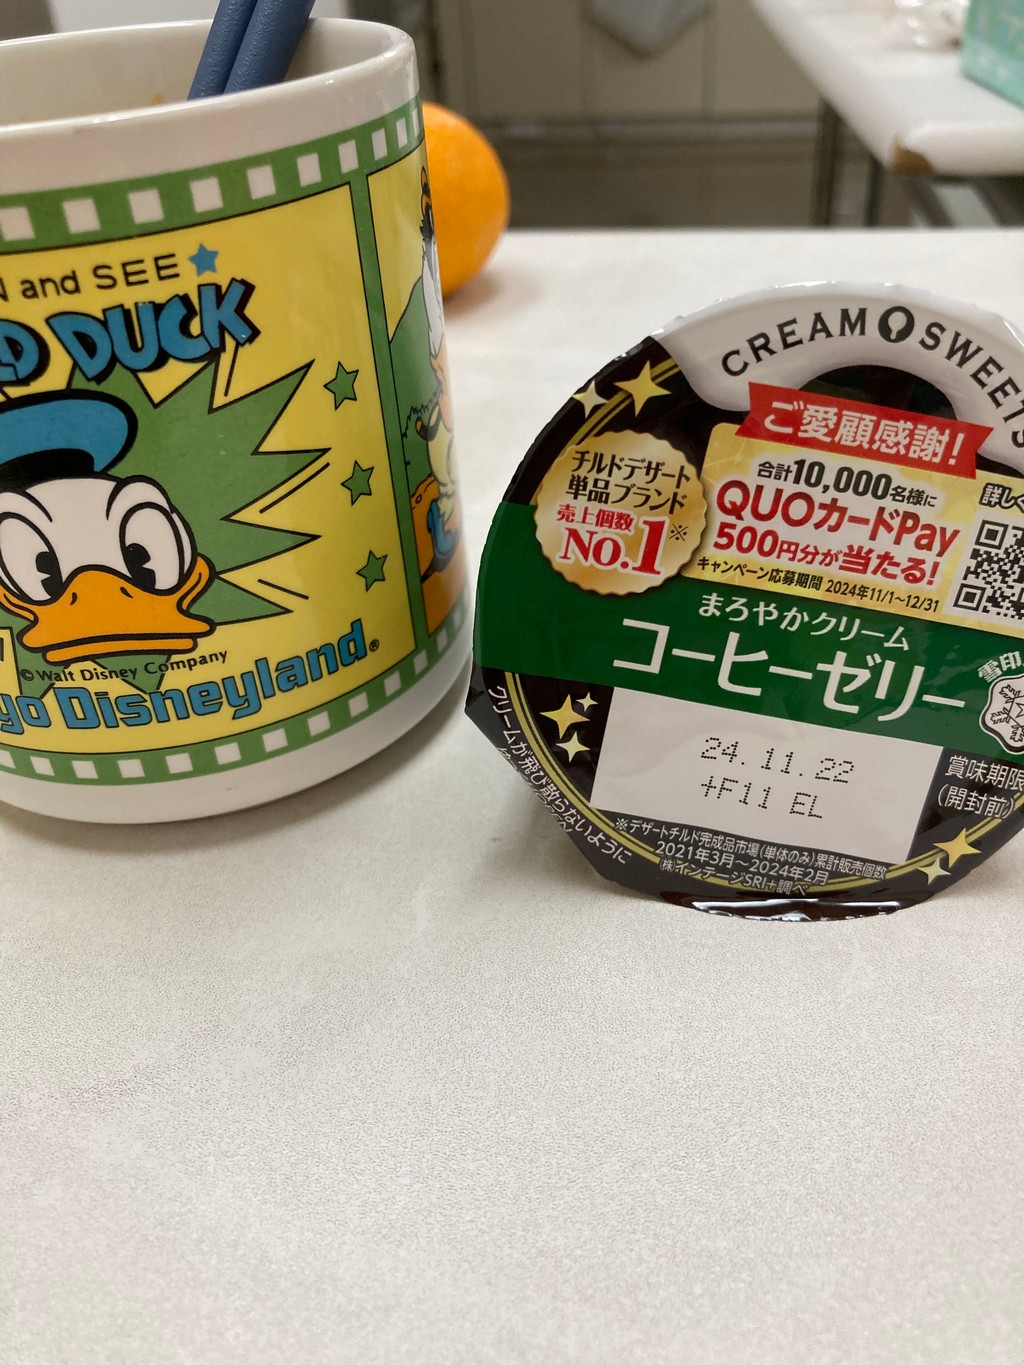 and SEE
DUCK
©Walt Disney Company
Disneyland®
CREAM SWEETS
ご愛顧感謝!
合計10,000名様に
QUOカードPay
500円分が当たる!
キャンペーン応募期間 2024年11/1~12/31
詳しく
チルドデザート
単品ブランド
売上個数
No.1※
まろやかクリーム
コーヒーゼリー
雪印
24.11.22
+F11 EL
賞味期限
(開封前)
※デザートチルド完成品市場(単体のみ)累計販売個数
2021年3月~2024年2月
(株)インテージSRI+調べ
クリームが飛び散らないように